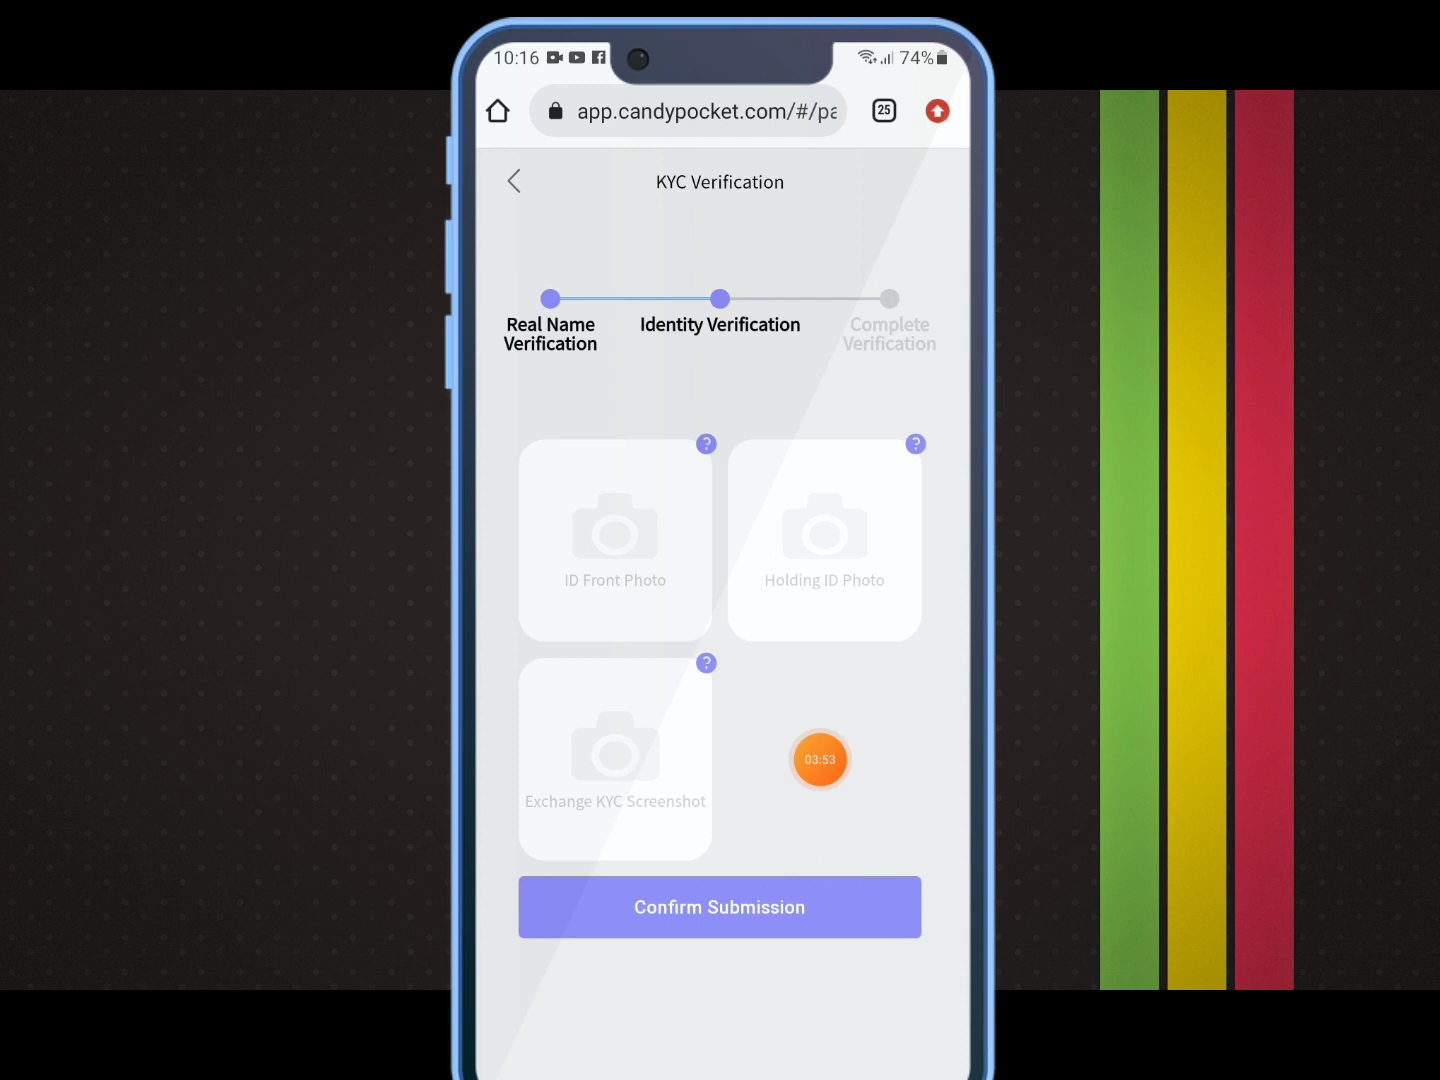 10:16
74%
app.candypocket.com/#/pa
25
KYC Verification
Real Name
Verification
Identity Verification
Complete
Verification
?
?
ID Front Photo
Holding ID Photo
?
03:53
Exchange KYC Screenshot
Confirm Submission